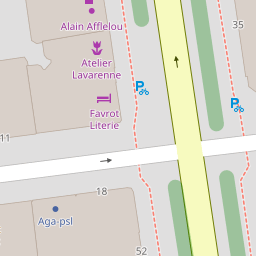 Alain Afflelou
35
Atelier
Lavarenne
P
P
Favrot
Literie
11
18
Aga-psl
52